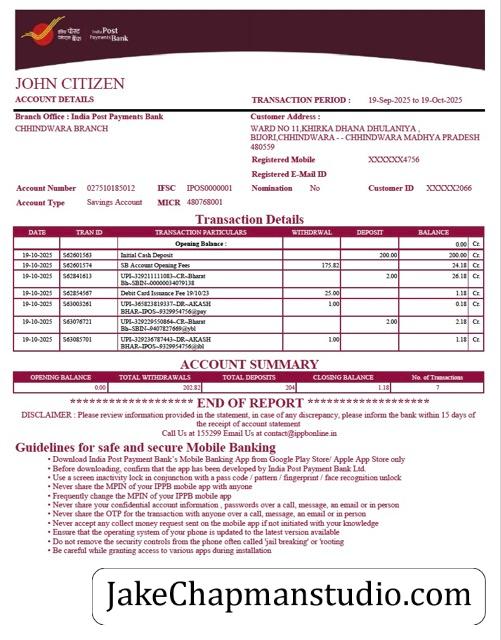 इंडिया पोस्ट पेमेंट्स बैंक
India Post Payments Bank
JOHN CITIZEN
ACCOUNT DETAILS TRANSACTION PERIOD : 19-Sep-2025 to 19-Oct-2025
Branch Office : India Post Payments Bank Customer Address :
CHHINDWARA BRANCH WARD NO 11,KHIRKA DHANA DHULANIYA ,
BIJORI,CHHINDWARA - - CHHINDWARA MADHYA PRADESH
480559
Registered Mobile XXXXXX4756
Registered E-Mail ID
Account Number 027510185012 IFSC IPOS0000001 Nomination No Customer ID XXXXX2066
Account Type Savings Account MICR 480768001
Transaction Details
DATE TRAN ID TRANSACTION PARTICULARS WITHDRWAL DEPOSIT BALANCE
Opening Balance : 0.00 Cr.
19-10-2025 S62601563 Initial Cash Deposit 200.00 200.00 Cr.
19-10-2025 S62601574 SB Account Opening Fees 175.82 24.18 Cr.
19-10-2025 S62841613 UPI-329211111083-CR-Bharat 2.00 26.18 Cr.
Bh-SBIN-00000034079138
19-10-2025 S62854567 Debit Card Issuance Fee 19/10/23 25.00 1.18 Cr.
19-10-2025 S63003261 UPI-365823819337-DR-AKASH 1.00 0.18 Cr.
BHAR-IPOS-9329954756@pay
19-10-2025 S63076721 UPI-329229550864-CR-Bharat 2.00 2.18 Cr.
Bh-SBIN-9407827669@ybl
19-10-2025 S63085701 UPI-329236787443-DR-AKASH 1.00 1.18 Cr.
BHAR-IPOS-9329954756@ibl
ACCOUNT SUMMARY
OPENING BALANCE TOTAL WITHDRAWALS TOTAL DEPOSITS CLOSING BALANCE No. of Transactions
0.00 202.82 204 1.18 7
******************** END OF REPORT ********************
DISCLAIMER : Please review information provided in the statement, in case of any discrepancy, please inform the bank within 15 days of
the receipt of account statement
Call Us at 155299 Email Us at contact@ippbonline.in
Guidelines for safe and secure Mobile Banking
• Download India Post Payment Bank's Mobile Banking App from Google Play Store/ Apple App Store only
• Before downloading, confirm that the app has been developed by India Post Payment Bank Ltd.
• Use a screen inactivity lock in conjunction with a pass code / pattern / fingerprint / face recognition unlock
• Never share the MPIN of your IPPB mobile app with anyone
• Frequently change the MPIN of your IPPB mobile app
• Never share your confidential account information , passwords over a call, message, an email or in person
• Never share the OTP for the transaction with anyone over a call, message, an email or in person
• Never accept any collect money request sent on the mobile app if not initiated with your knowledge
• Ensure that the operating system of your phone is updated to the latest version available
• Do not remove the security controls from the phone often called 'jail breaking' or 'rooting
• Be careful while granting access to various apps during installation
JakeChapmanstudio.com